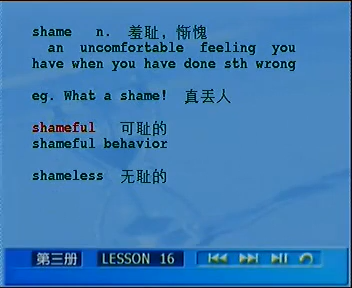 shame n. 羞耻，惭愧
an uncomfortable feeling you
have when you have done sth wrong
eg. What a shame! 直丢人
shameful 可耻的
shameful behavior
shameless 无耻的
第三册 LESSON 16